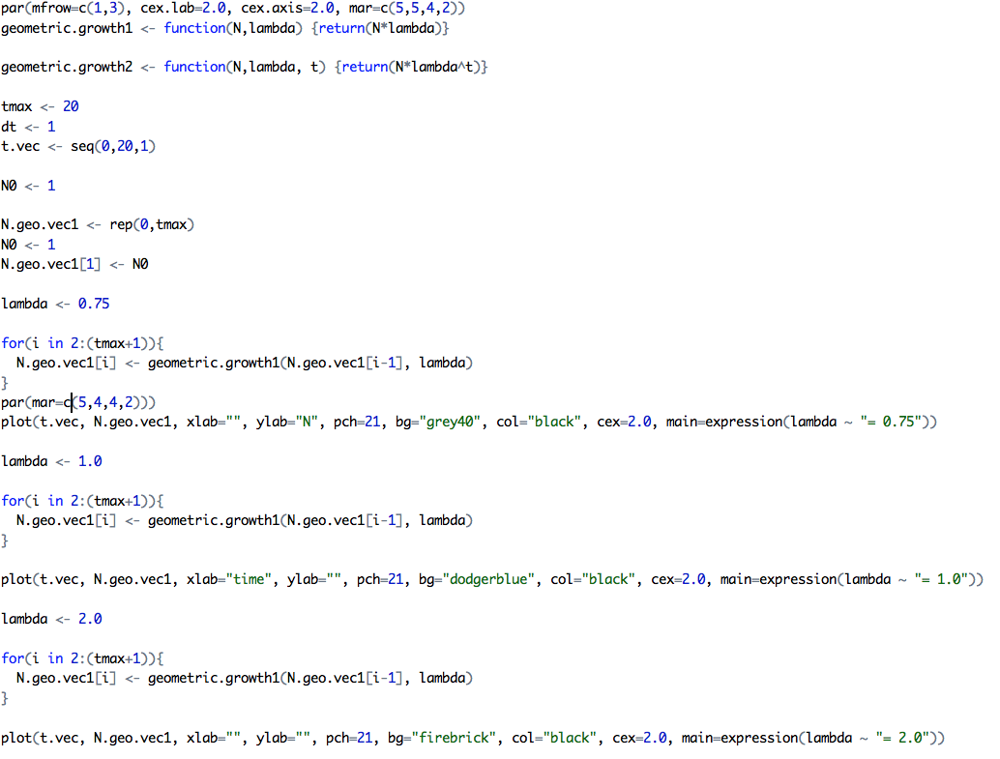 par(mfrow=c(1,3), cex.lab=2.0, cex.axis=2.0, mar=c(5,5,4,2))
geometric.growth1 <- function(N,lambda) {return(N*lambda)}
geometric.growth2 <- function(N,lambda, t) {return(N*lambda^t)}
tmax <- 20
dt <- 1
t.vec <- seq(0,20,1)
N0 <- 1
N.geo.vec1 <- rep(0,tmax)
N0 <- 1
N.geo.vec1[1] <- N0
lambda <- 0.75
for(i in 2:(tmax+1)){
  N.geo.vec1[i] <- geometric.growth1(N.geo.vec1[i-1], lambda)
}
par(mar=c(5,4,4,2)))
plot(t.vec, N.geo.vec1, xlab="", ylab="N", pch=21, bg="grey40", col="black", cex=2.0, main=expression(lambda ~ "= 0.75"))
lambda <- 1.0
for(i in 2:(tmax+1)){
  N.geo.vec1[i] <- geometric.growth1(N.geo.vec1[i-1], lambda)
}
plot(t.vec, N.geo.vec1, xlab="time", ylab="", pch=21, bg="dodgerblue", col="black", cex=2.0, main=expression(lambda ~ "= 1.0"))
lambda <- 2.0
for(i in 2:(tmax+1)){
  N.geo.vec1[i] <- geometric.growth1(N.geo.vec1[i-1], lambda)
}
plot(t.vec, N.geo.vec1, xlab="", ylab="", pch=21, bg="firebrick", col="black", cex=2.0, main=expression(lambda ~ "= 2.0"))